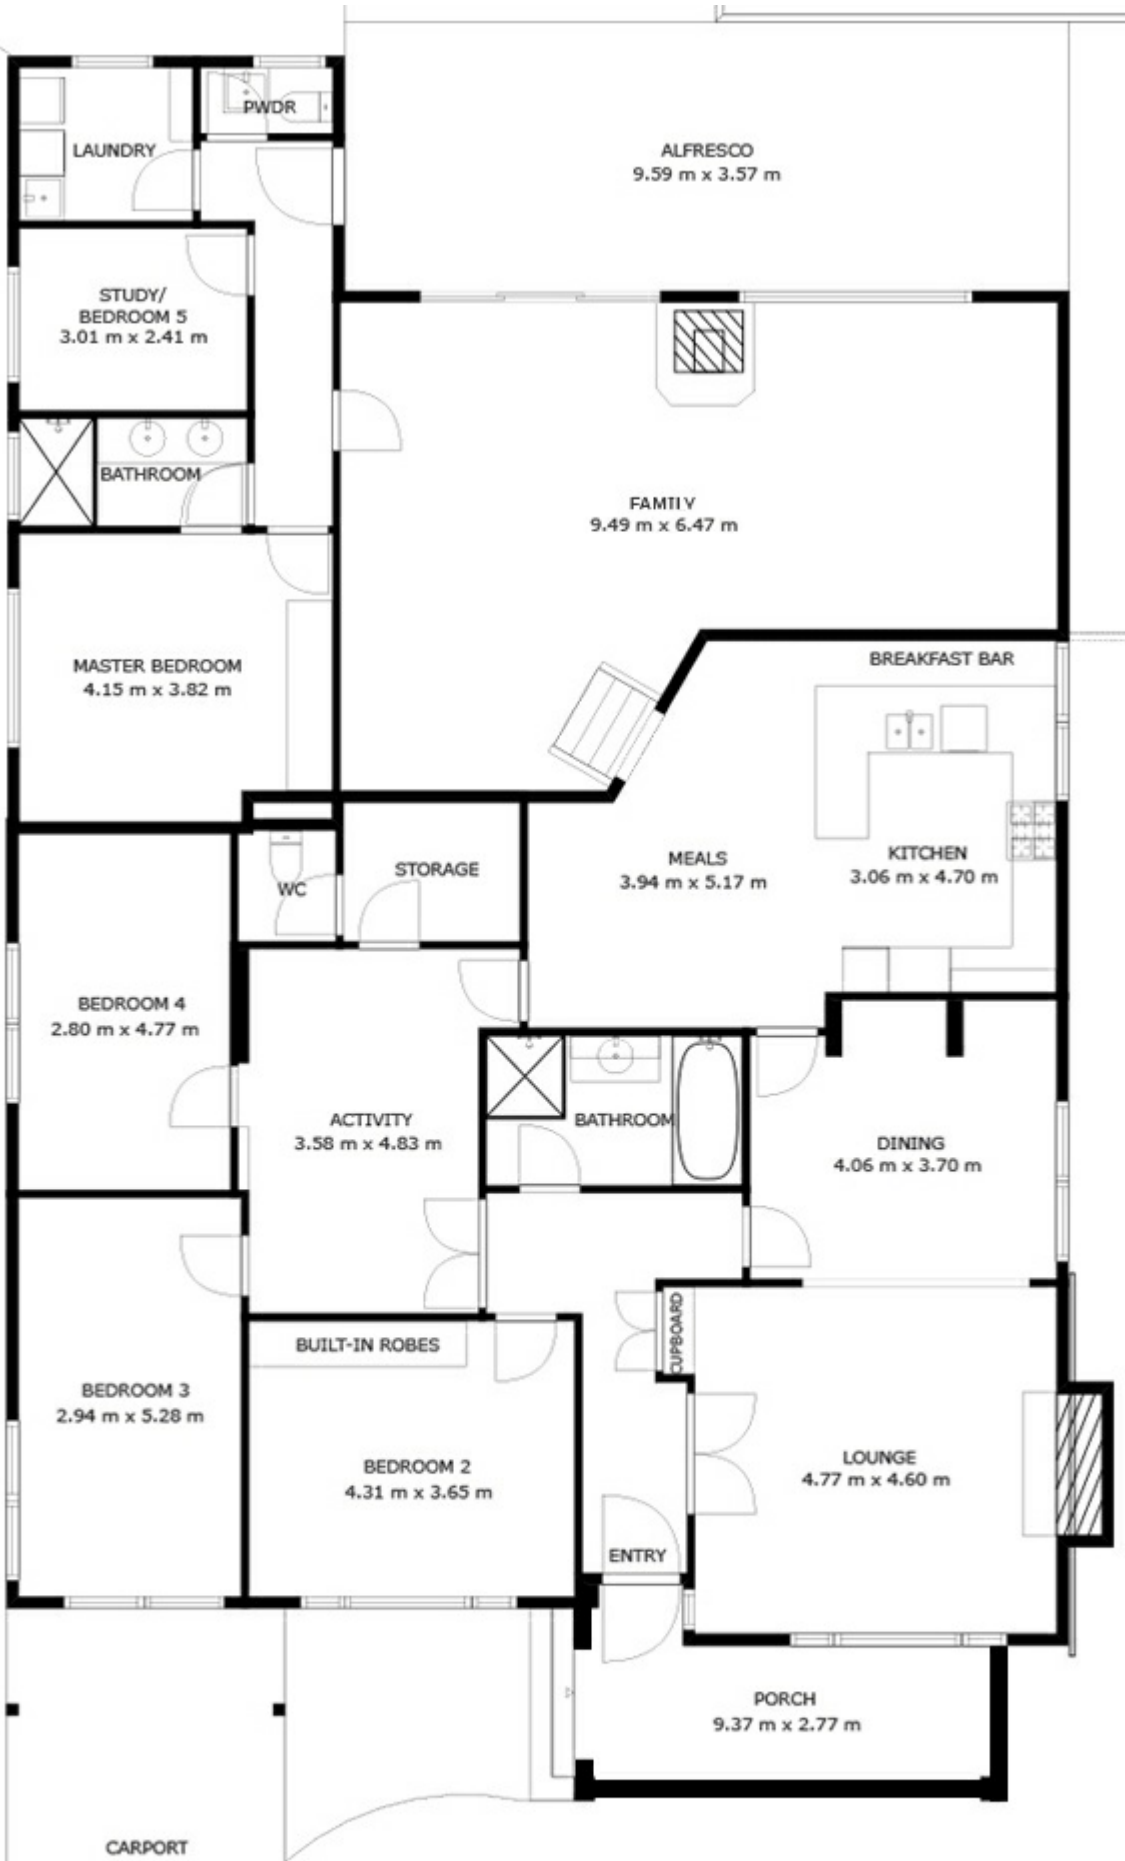 PWDR
LAUNDRY
ALFRESCO
9.59 m x 3.57 m
STUDY/
BEDROOM 5
3.01 m x 2.41 m
BATHROOM
FAMILY
9.49 m x 6.47 m
MASTER BEDROOM
4.15 m x 3.82 m
BREAKFAST BAR
MEALS
3.94 m x 5.17 m
KITCHEN
3.06 m x 4.70 m
STORAGE
WC
BEDROOM 4
2.80 m x 4.77 m
ACTIVITY
3.58 m x 4.83 m
BATHROOM
DINING
4.06 m x 3.70 m
CUPBOARD
BUILT-IN ROBES
BEDROOM 3
2.94 m x 5.28 m
BEDROOM 2
4.31 m x 3.65 m
LOUNGE
4.77 m x 4.60 m
ENTRY
PORCH
9.37 m x 2.77 m
CARPORT